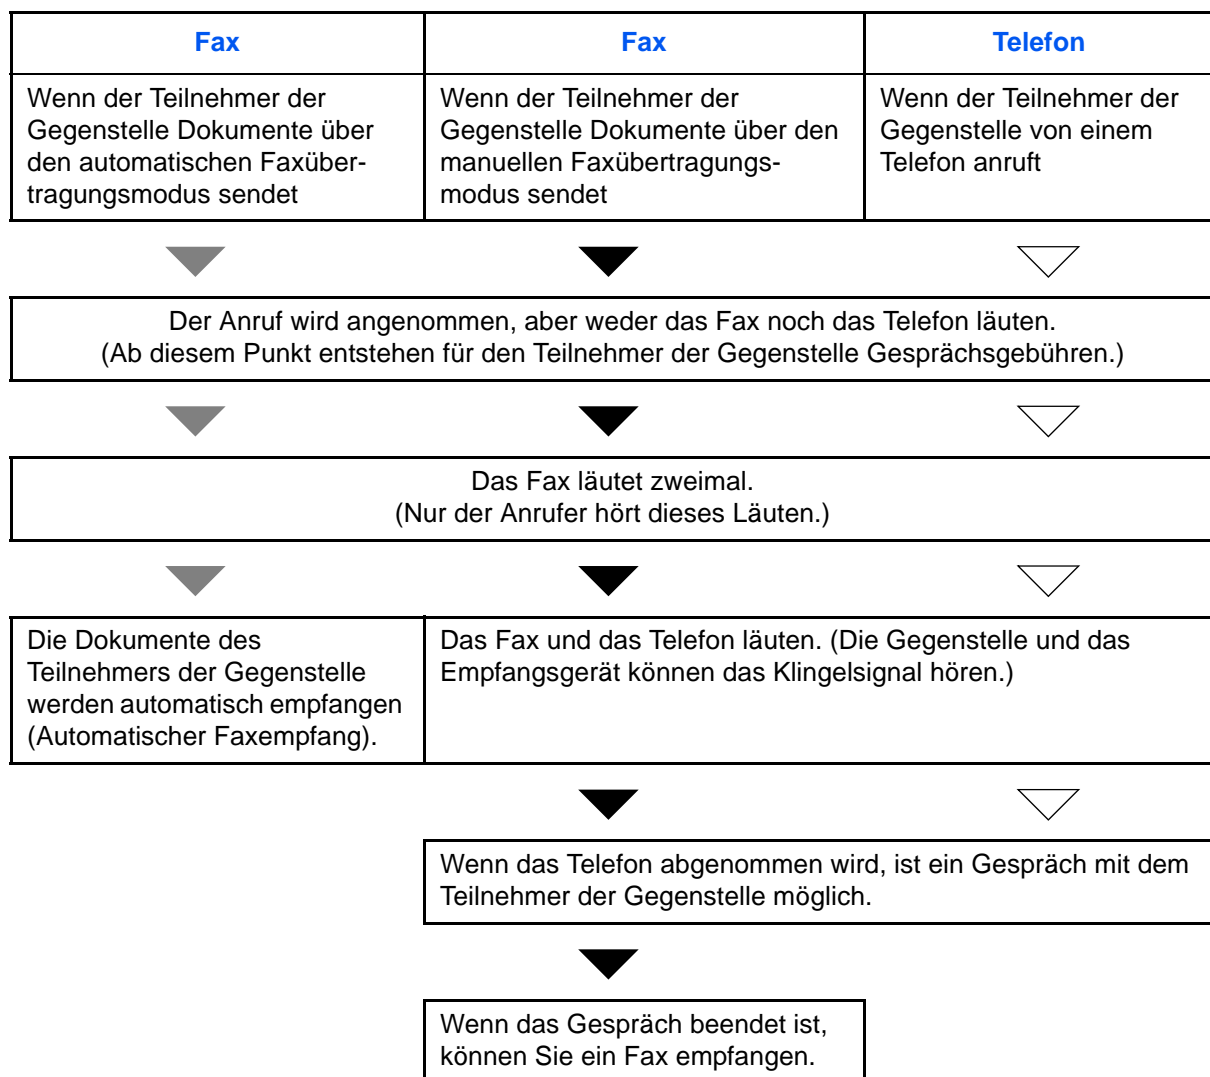 Fax
Fax
Telefon
Wenn der Teilnehmer der
Gegenstelle Dokumente über
den automatischen Faxüber-
tragungsmodus sendet
Wenn der Teilnehmer der
Gegenstelle Dokumente über den
manuellen Faxübertragungs-
modus sendet
Wenn der Teilnehmer der
Gegenstelle von einem
Telefon anruft
Der Anruf wird angenommen, aber weder das Fax noch das Telefon läuten.
(Ab diesem Punkt entstehen für den Teilnehmer der Gegenstelle Gesprächsgebühren.)
Das Fax läutet zweimal.
(Nur der Anrufer hört dieses Läuten.)
Die Dokumente des
Teilnehmers der Gegenstelle
werden automatisch empfangen
(Automatischer Faxempfang).
Das Fax und das Telefon läuten. (Die Gegenstelle und das
Empfangsgerät können das Klingelsignal hören.)
Wenn das Telefon abgenommen wird, ist ein Gespräch mit dem
Teilnehmer der Gegenstelle möglich.
Wenn das Gespräch beendet ist,
können Sie ein Fax empfangen.